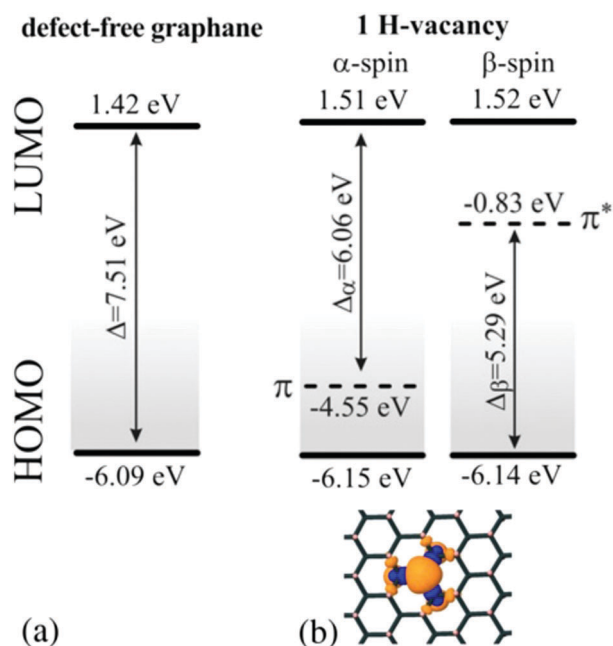 defect-free graphane
1 H-vacancy
α-spin
β-spin
LUMO
1.42 eV
1.51 eV
1.52 eV
-0.83 eV
π*
Δ=7.51 eV
Δα=6.06 eV
Δβ=5.29 eV
π
-4.55 eV
HOMO
-6.09 eV
-6.15 eV
-6.14 eV
(a)
(b)